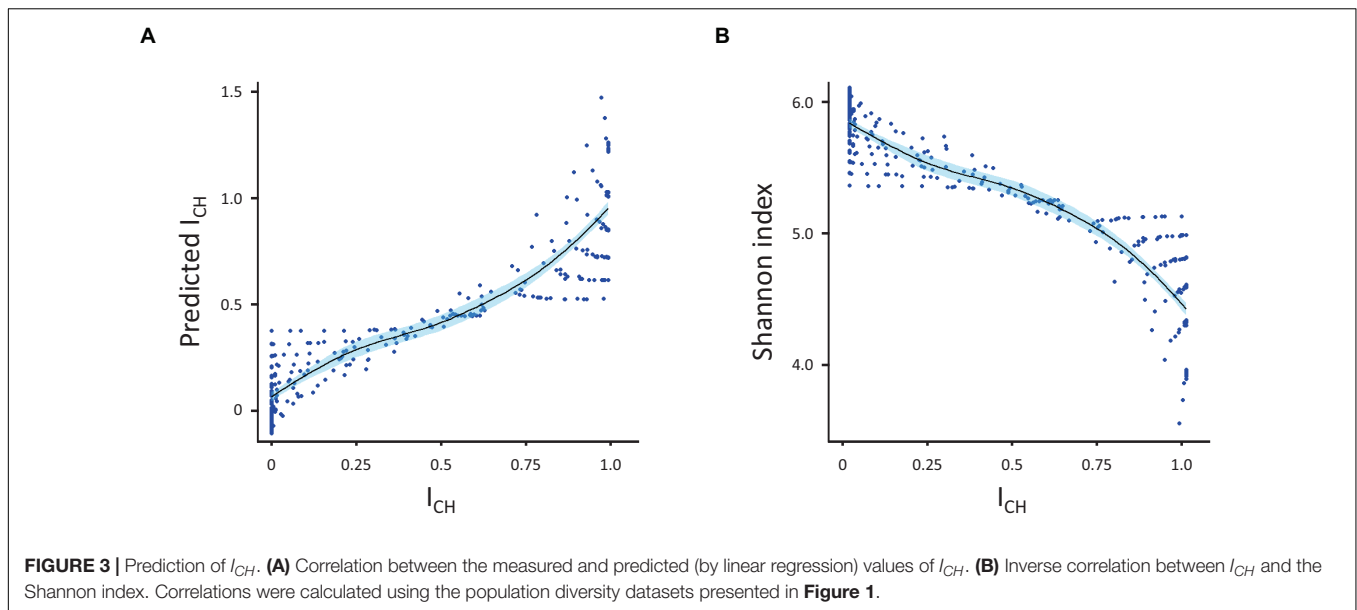 A
1.5
1.0
0.5
0
Predicted I_CH
0 0.25 0.5 0.75 1.0
I_CH
B
6.0
5.0
4.0
Shannon index
0 0.25 0.5 0.75 1.0
I_CH
FIGURE 3 | Prediction of I_CH. (A) Correlation between the measured and predicted (by linear regression) values of I_CH. (B) Inverse correlation between I_CH and the
Shannon index. Correlations were calculated using the population diversity datasets presented in Figure 1.